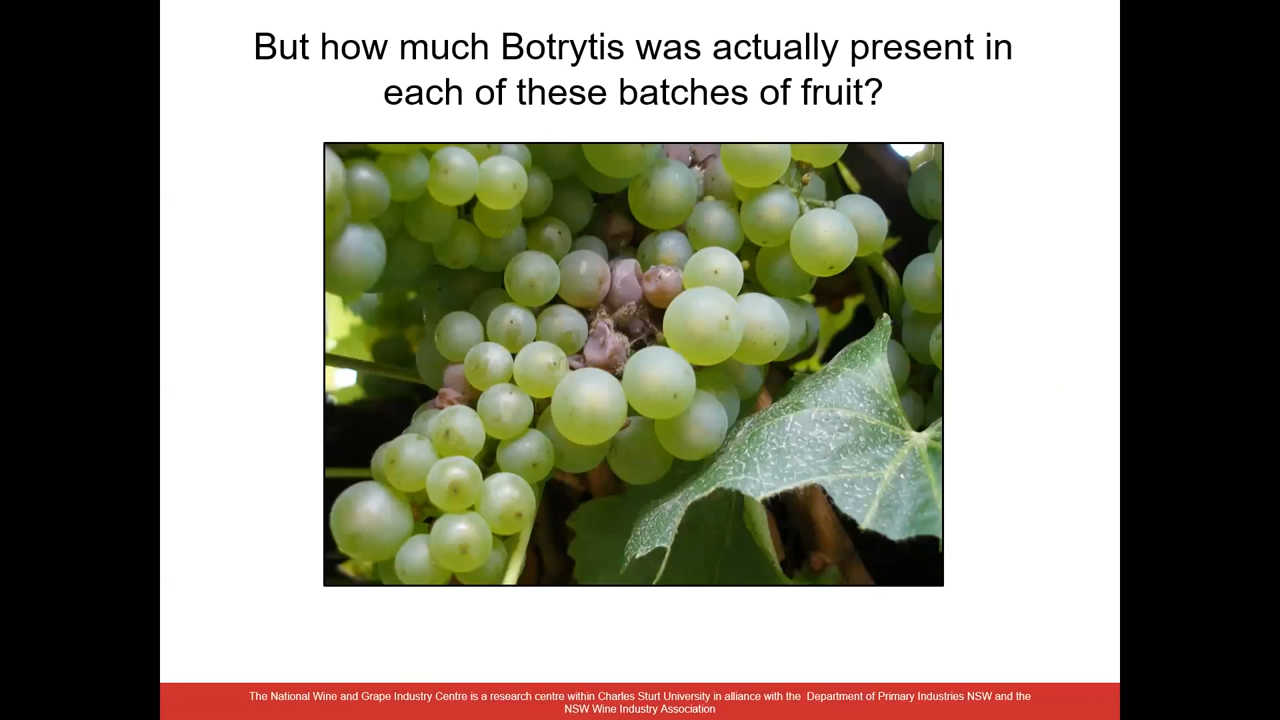 But how much Botrytis was actually present in
each of these batches of fruit?
The National Wine and Grape Industry Centre is a research centre within Charles Sturt University in alliance with the  Department of Primary Industries NSW and the
NSW Wine Industry Association